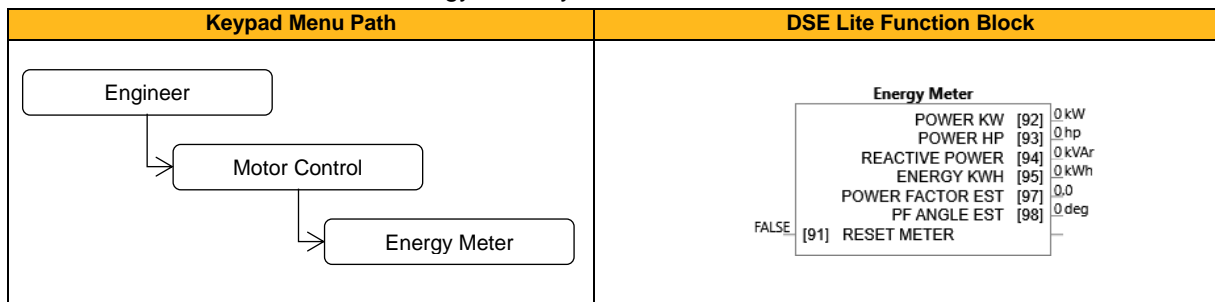 Keypad Menu Path
DSE Lite Function Block
Engineer
Motor Control
Energy Meter
Energy Meter
POWER KW [92] 0 kW
POWER HP [93] 0 hp
REACTIVE POWER [94] 0 kVAr
ENERGY KWH [95] 0 kWh
POWER FACTOR EST [97] 0,0
PF ANGLE EST [98] 0 deg
FALSE [91] RESET METER